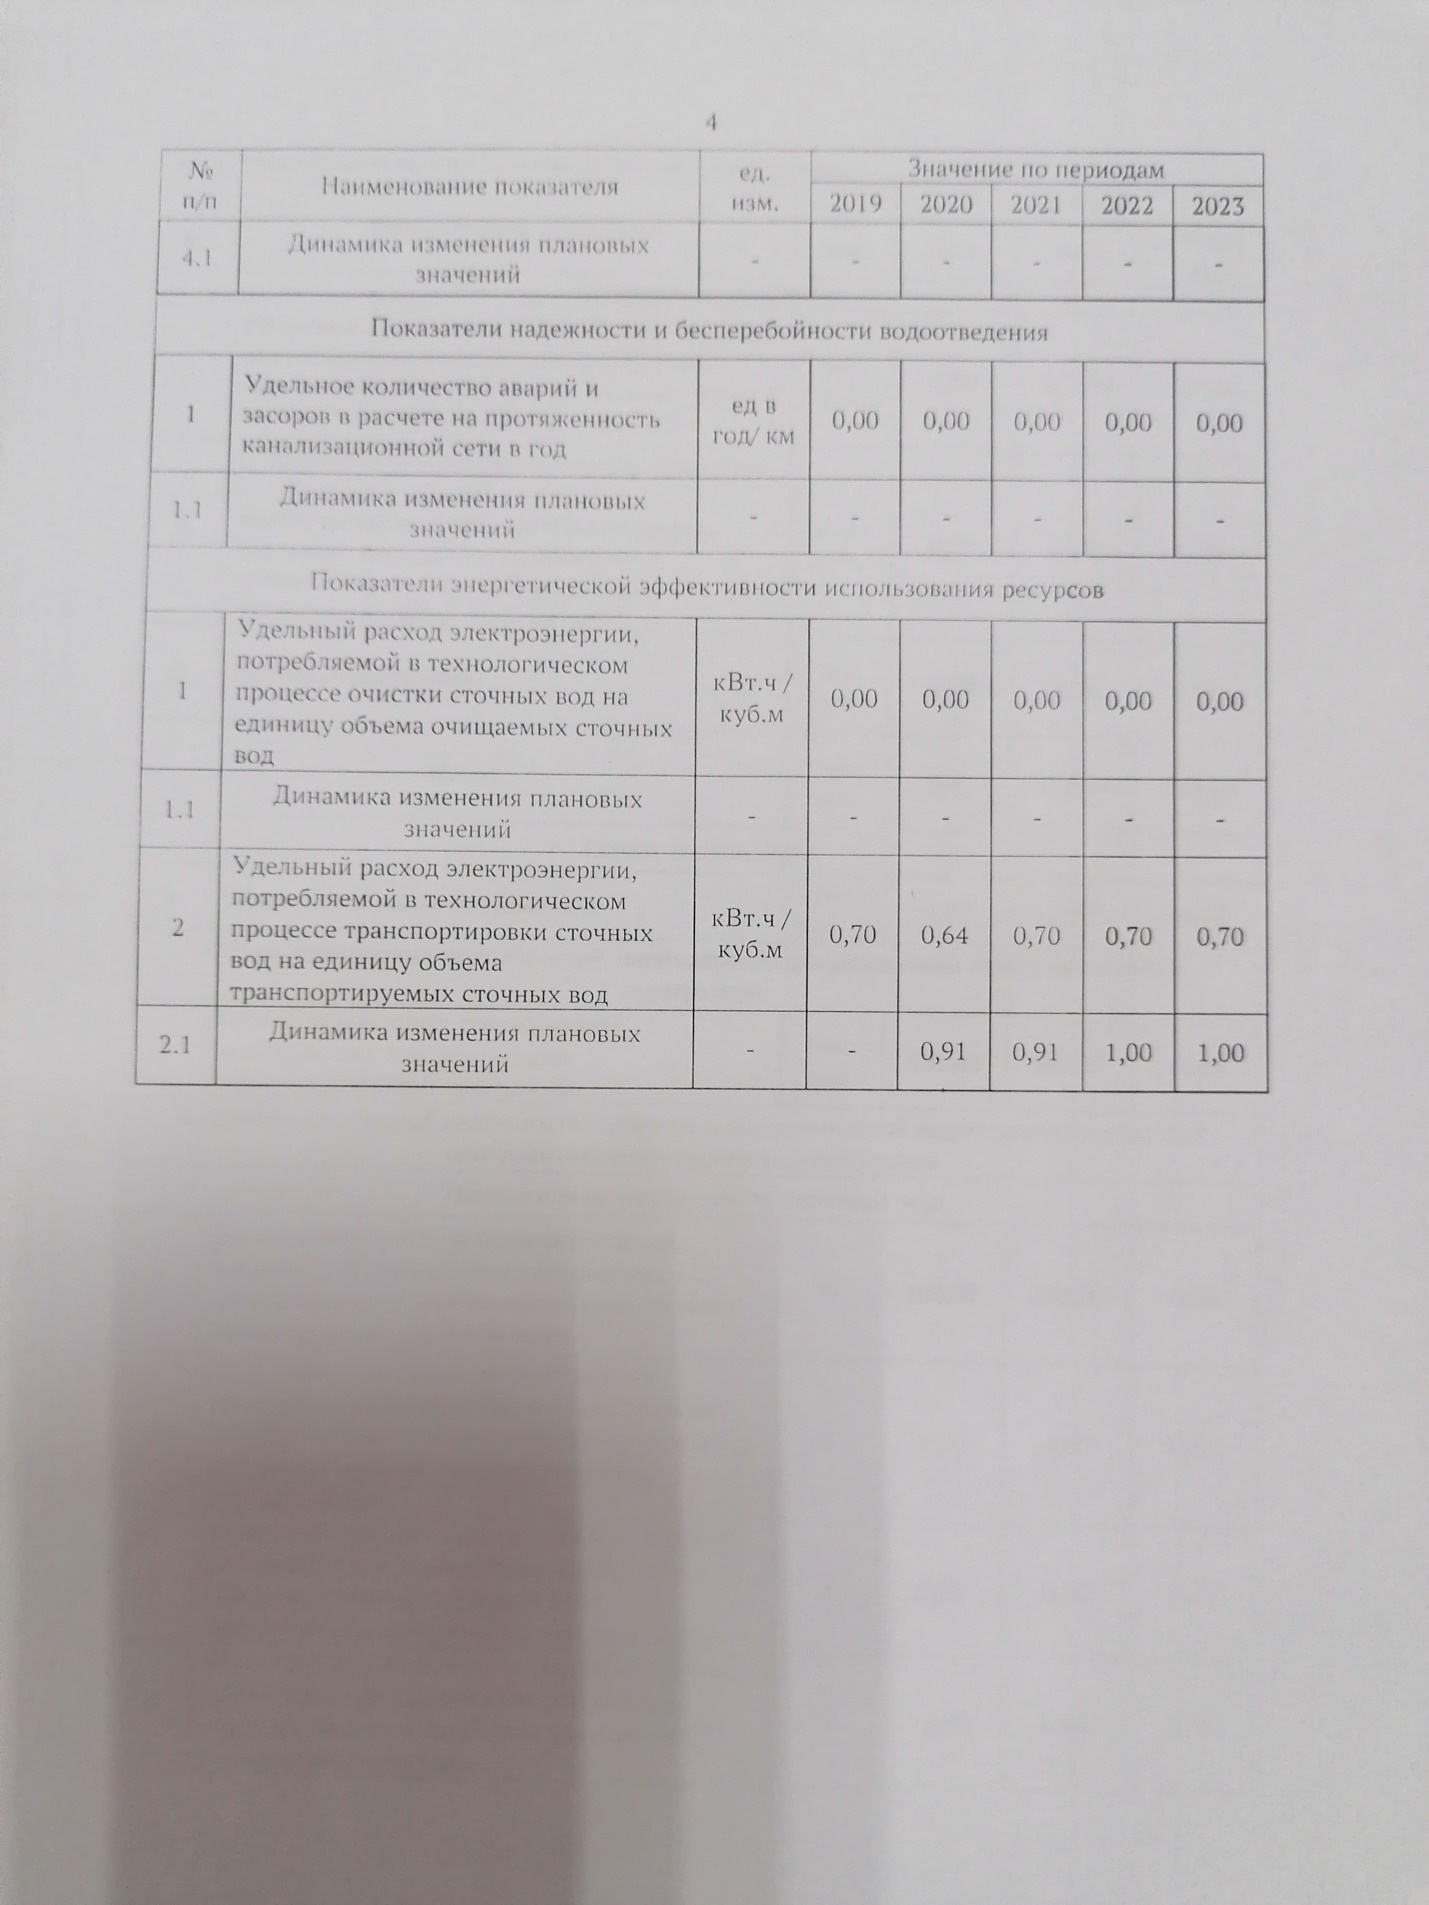 4
№
п/п
Наименование показателя
ед.
изм.
Значение по периодам
2019 2020 2021 2022 2023
4.1
Динамика изменения плановых
значений
- - - - - -
Показатели надежности и бесперебойности водоотведения
1
Удельное количество аварий и
засоров в расчете на протяженность
канализационной сети в год
ед в
год/ км
0,00 0,00 0,00 0,00 0,00
1.1
Динамика изменения плановых
значений
- - - - - -
Показатели энергетической эффективности использования ресурсов
1
Удельный расход электроэнергии,
потребляемой в технологическом
процессе очистки сточных вод на
единицу объема очищаемых сточных
вод
кВт.ч /
куб.м
0,00 0,00 0,00 0,00 0,00
1.1
Динамика изменения плановых
значений
- - - - - -
2
Удельный расход электроэнергии,
потребляемой в технологическом
процессе транспортировки сточных
вод на единицу объема
транспортируемых сточных вод
кВт.ч /
куб.м
0,70 0,64 0,70 0,70 0,70
2.1
Динамика изменения плановых
значений
- - 0,91 0,91 1,00 1,00